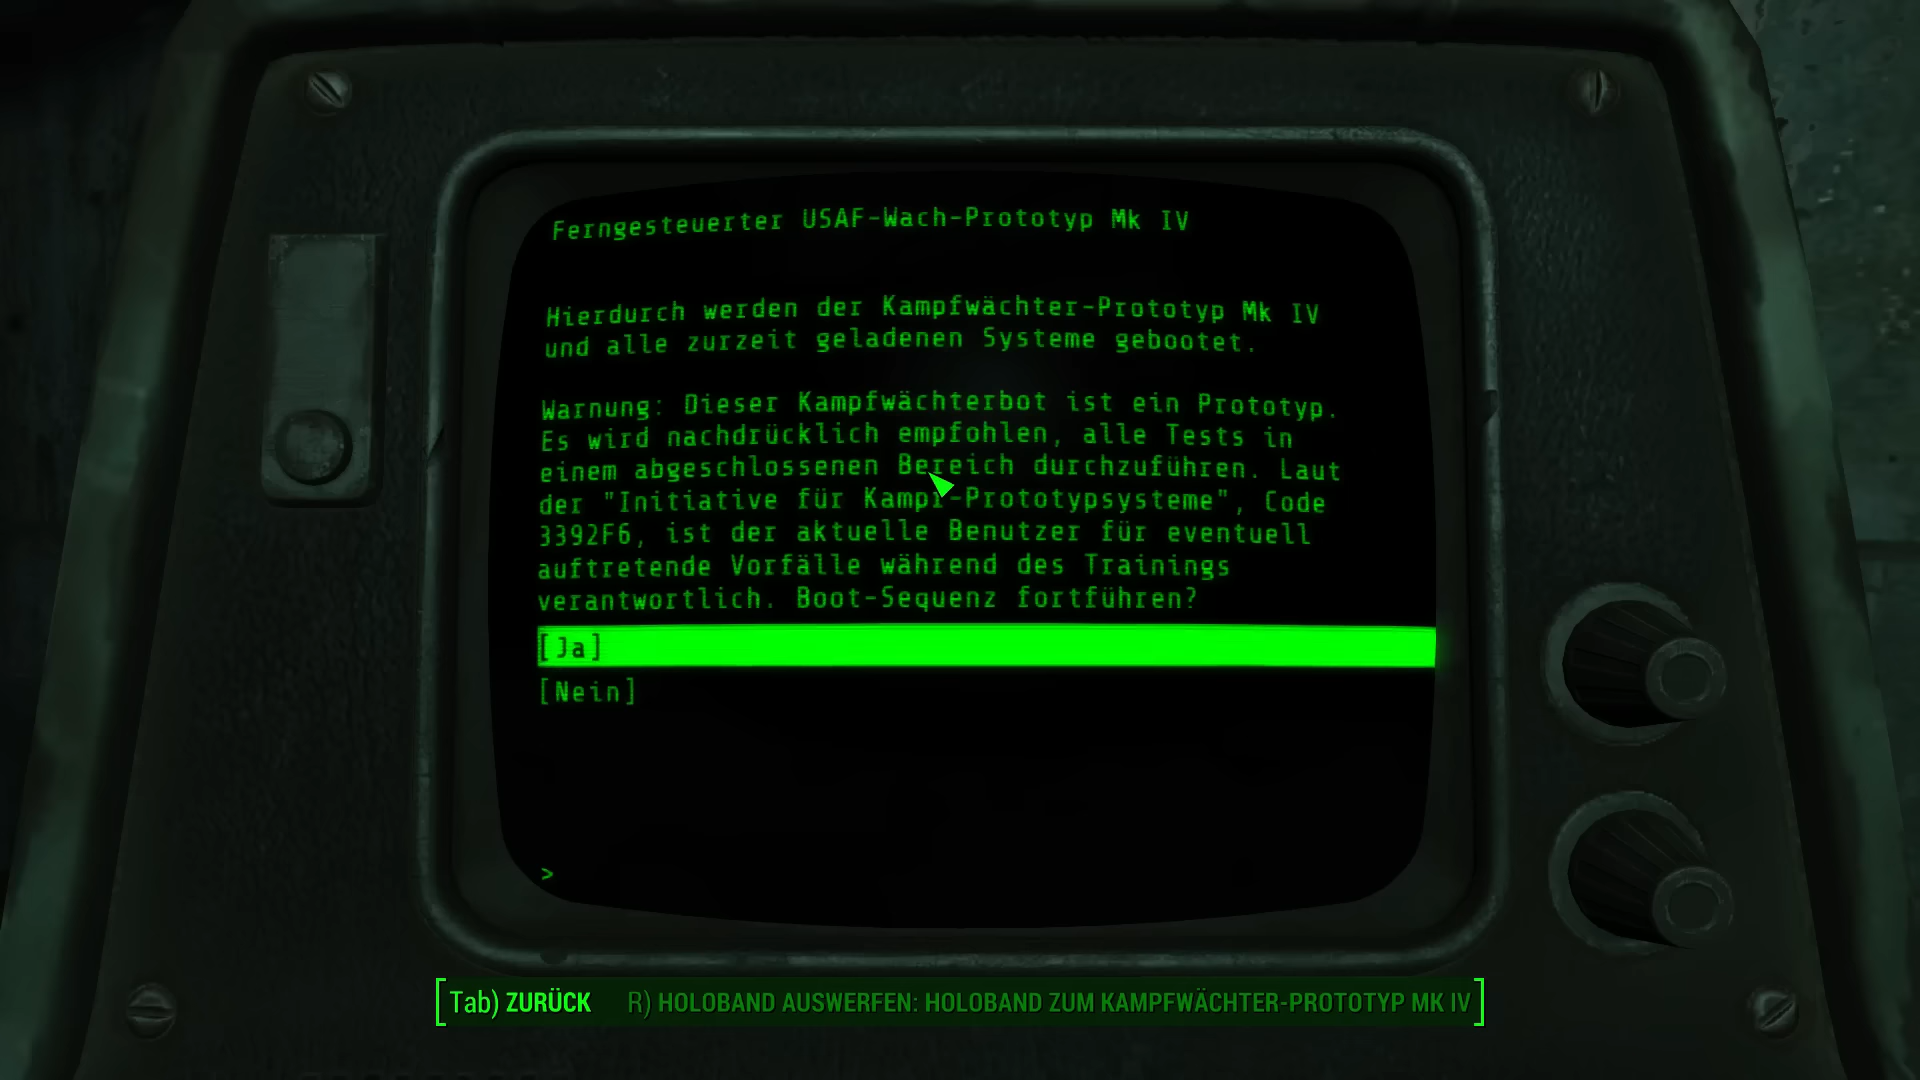 Ferngesteuerter USAF-Wach-Prototyp Mk IV
Hierdurch werden der Kampfwächter-Prototyp Mk IV
und alle zurzeit geladenen Systeme gebootet.
Warnung: Dieser Kampfwächterbot ist ein Prototyp.
Es wird nachdrücklich empfohlen, alle Tests in
einem abgeschlossenen Bereich durchzuführen. Laut
der "Initiative für Kampf-Prototypsysteme", Code
3392F6, ist der aktuelle Benutzer für eventuell
auftretende Vorfälle während des Trainings
verantwortlich. Boot-Sequenz fortführen?
[Ja]
[Nein]
>
Tab) ZURÜCK R) HOLOBAND AUSWERFEN: HOLOBAND ZUM KAMPFWÄCHTER-PROTOTYP MK IV